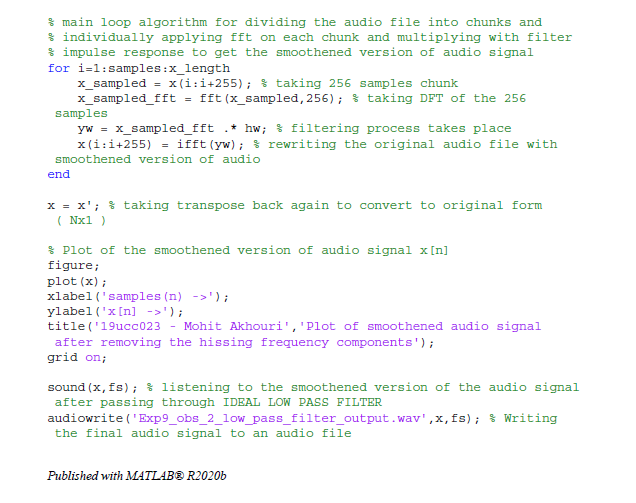 % main loop algorithm for dividing the audio file into chunks and
% individually applying fft on each chunk and multiplying with filter
% impulse response to get the smoothened version of audio signal
for i=1:samples:x_length
x_sampled = x(i:i+255); % taking 256 samples chunk
x_sampled_fft = fft(x_sampled,256); % taking DFT of the 256
samples
yw = x_sampled_fft .* hw; % filtering process takes place
x(i:i+255) = ifft(yw); % rewriting the original audio file with
smoothened version of audio
end
x = x'; % taking transpose back again to convert to original form
( Nx1 )
% Plot of the smoothened version of audio signal x[n]
figure;
plot(x);
xlabel('samples(n) ->');
ylabel('x[n] ->');
title('19ucc023 - Mohit Akhouri','Plot of smoothened audio signal
after removing the hissing frequency components');
grid on;
sound(x,fs); % listening to the smoothened version of the audio signal
after passing through IDEAL LOW PASS FILTER
audiowrite('Exp9_obs_2_low_pass_filter_output.wav',x,fs); % Writing
the final audio signal to an audio file
Published with MATLAB® R2020b